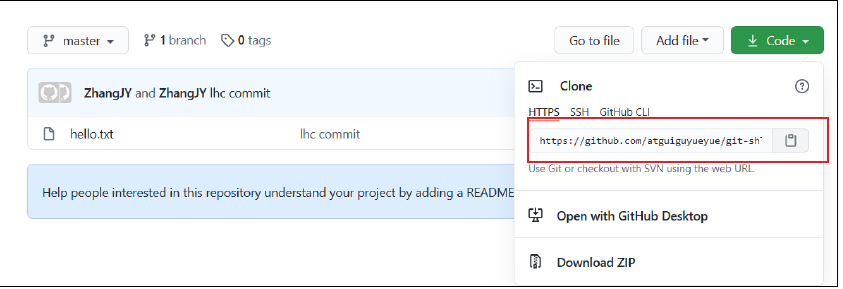 master
1 branch
0 tags
Go to file
Add file
Code
ZhangJY and ZhangJY lhc commit
hello.txt
lhc commit
Help people interested in this repository understand your project by adding a README
Clone
HTTPS SSH GitHub CLI
https://github.com/atguiguyueyue/git-sh
Use Git or checkout with SVN using the web URL.
Open with GitHub Desktop
Download ZIP